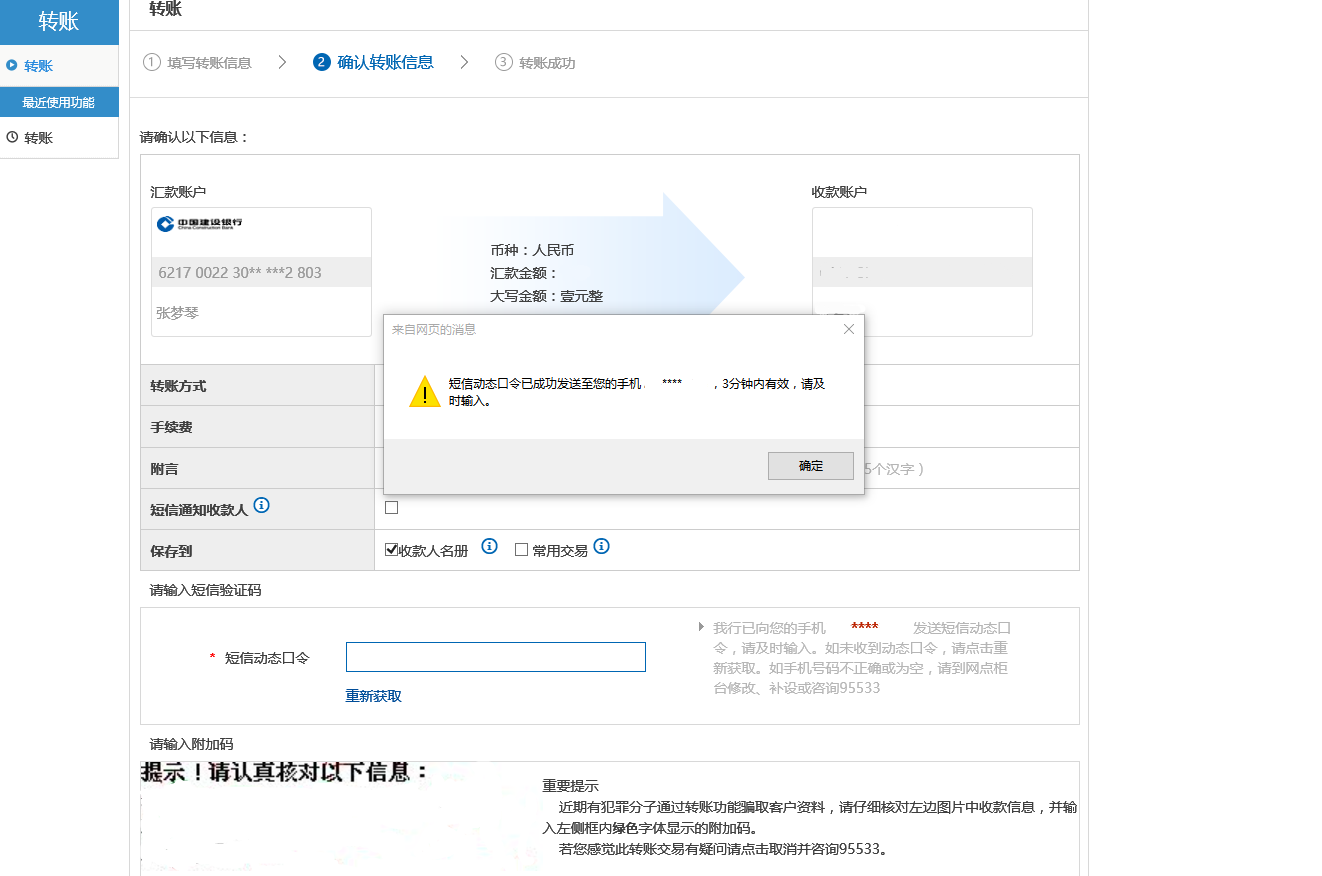 转账
转账
转账
最近使用功能
转账
1 填写转账信息
2 确认转账信息
3 转账成功
请确认以下信息：
汇款账户
收款账户
中国建设银行
China Construction Bank
6217 0022 30** ***2 803
张梦琴
币种：人民币
汇款金额：
大写金额：壹元整
来自网页的消息
短信动态口令已成功发送至您的手机 **** ，3分钟内有效，请及
时输入。
确定
转账方式
手续费
附言
5个汉字）
短信通知收款人
保存到
收款人名册
常用交易
请输入短信验证码
* 短信动态口令
重新获取
我行已向您的手机 **** 发送短信动态口
令，请及时输入。如未收到动态口令，请点击重
新获取。如手机号码不正确或为空，请到网点柜
台修改、补设或咨询95533
请输入附加码
提示！请认真核对以下信息：
重要提示
近期有犯罪分子通过转账功能骗取客户资料，请仔细核对左边图片中收款信息，并输
入左侧框内绿色字体显示的附加码。
若您感觉此转账交易有疑问请点击取消并咨询95533。